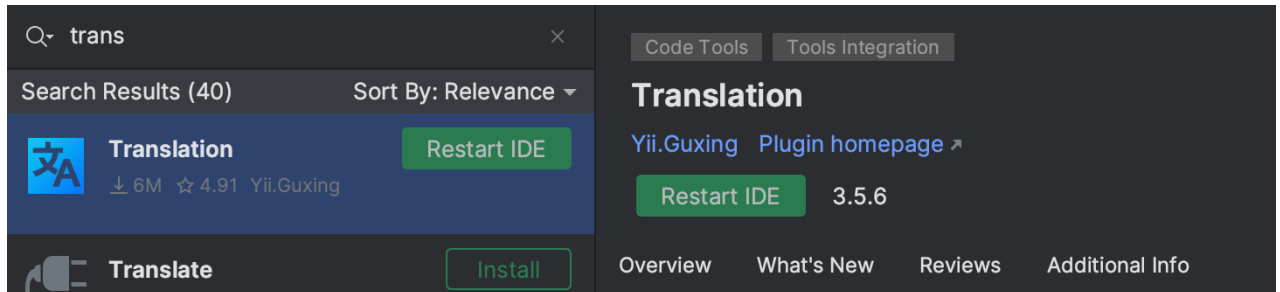 trans
Search Results (40) Sort By: Relevance
Translation Restart IDE
6M 4.91 Yii.Guxing
Translate Install
Code Tools Tools Integration
Translation
Yii.Guxing Plugin homepage
Restart IDE 3.5.6
Overview What's New Reviews Additional Info